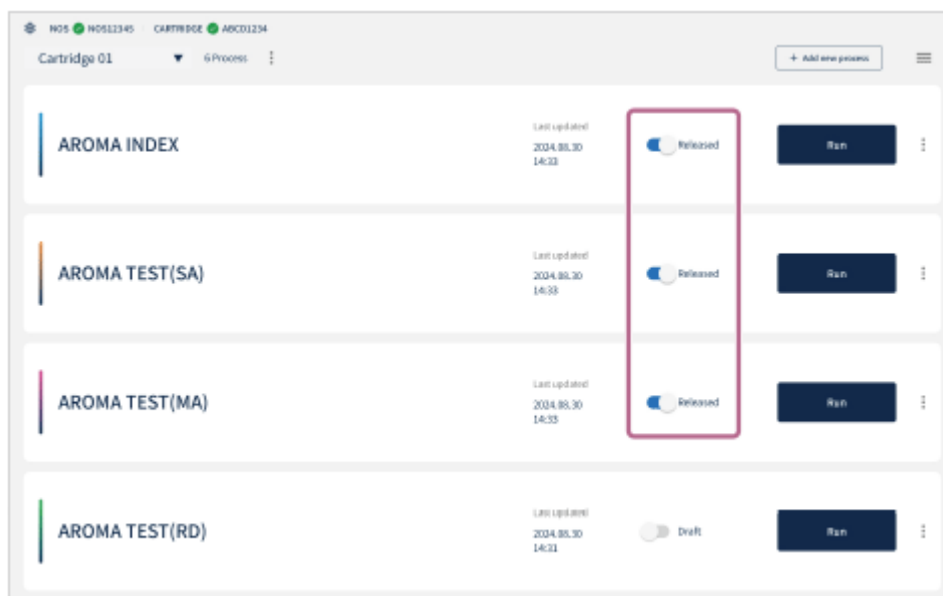 NOS NOS12345 CARTRIDGE ABCD1234
Cartridge 01 6 Process + Add new process
AROMA INDEX
Last updated
2024.08.30
14:33
Released
Run
AROMA TEST(SA)
Last updated
2024.08.30
14:33
Released
Run
AROMA TEST(MA)
Last updated
2024.08.30
14:33
Released
Run
AROMA TEST(RD)
Last updated
2024.08.30
14:31
Draft
Run